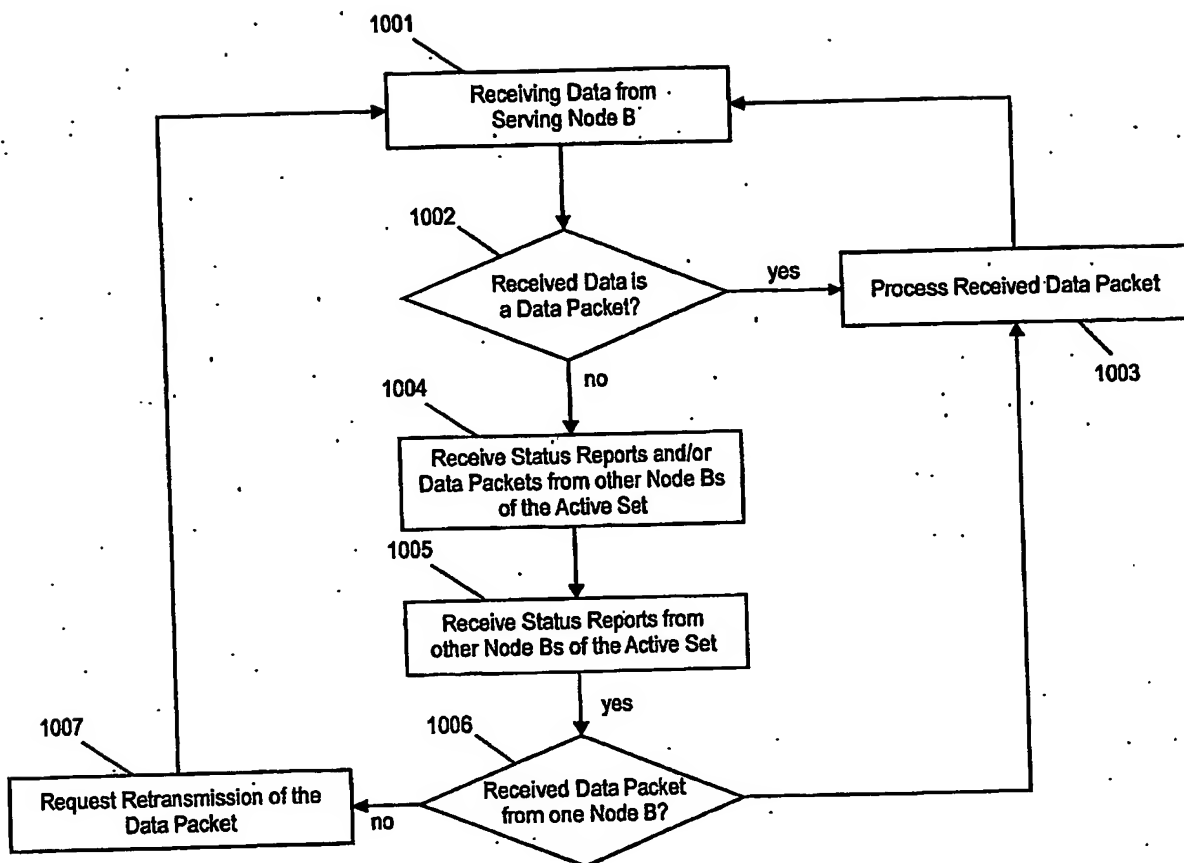 1001
Receiving Data from
Serving Node B
1002
Received Data is
a Data Packet?
yes
Process Received Data Packet
1003
no
1004
Receive Status Reports and/or
Data Packets from other Node Bs
of the Active Set
1005
Receive Status Reports from
other Node Bs of the Active Set
yes
1006
Received Data Packet
from one Node B?
no
1007
Request Retransmission of the
Data Packet